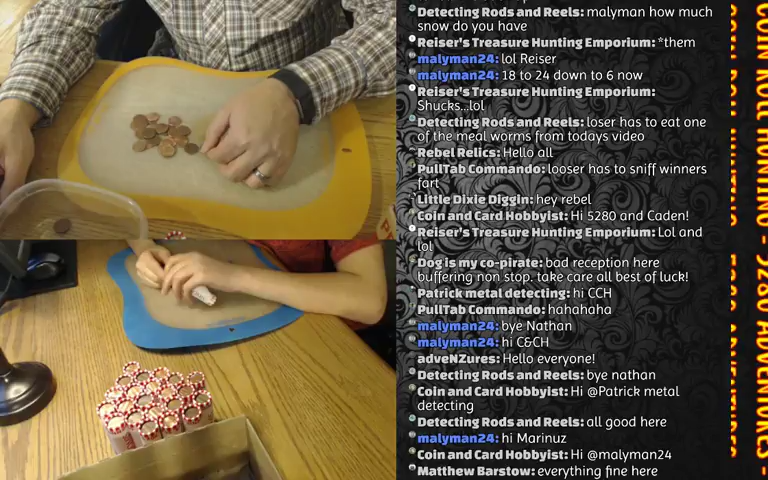 Detecting Rods and Reels: malyman how much
snow do you have
Reiser's Treasure Hunting Emporium: *them
malyman24: lol Reiser
malyman24: 18 to 24 down to 6 now
Reiser's Treasure Hunting Emporium:
Shucks...lol
Detecting Rods and Reels: loser has to eat one
of the meal worms from todays video
Rebel Relics: Hello all
PullTab Commando: looser has to sniff winners
fart
Little Dixie Diggin: hey rebel
Coin and Card Hobbyist: Hi 5280 and Caden!
Reiser's Treasure Hunting Emporium: Lol and
lol
Dog is my co-pirate: bad reception here
buffering non stop. take care all best of luck!
Patrick metal detecting: hi CCH
PullTab Commando: hahahaha
malyman24: bye Nathan
malyman24: hi C&CH
adveNZures: Hello everyone!
Detecting Rods and Reels: bye nathan
Coin and Card Hobbyist: Hi @Patrick metal
detecting
Detecting Rods and Reels: all good here
malyman24: hi Marinuz
Coin and Card Hobbyist: Hi @malyman24
Matthew Barstow: everything fine here
COIN ROLL HUNTING - 5280 ADVENTURES -